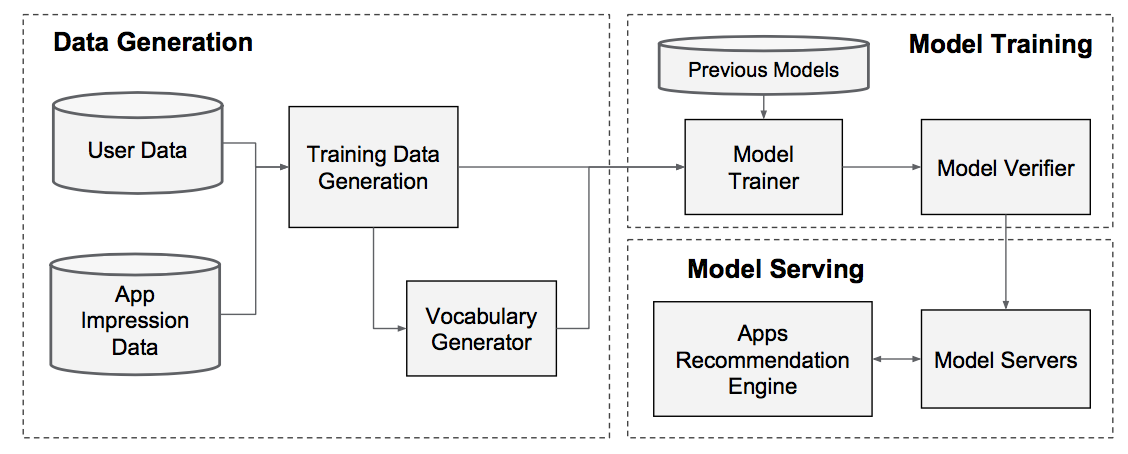 Data Generation
User Data
App
Impression
Data
Training Data
Generation
Vocabulary
Generator
Model Training
Previous Models
Model
Trainer
Model Verifier
Model Serving
Apps
Recommendation
Engine
Model Servers